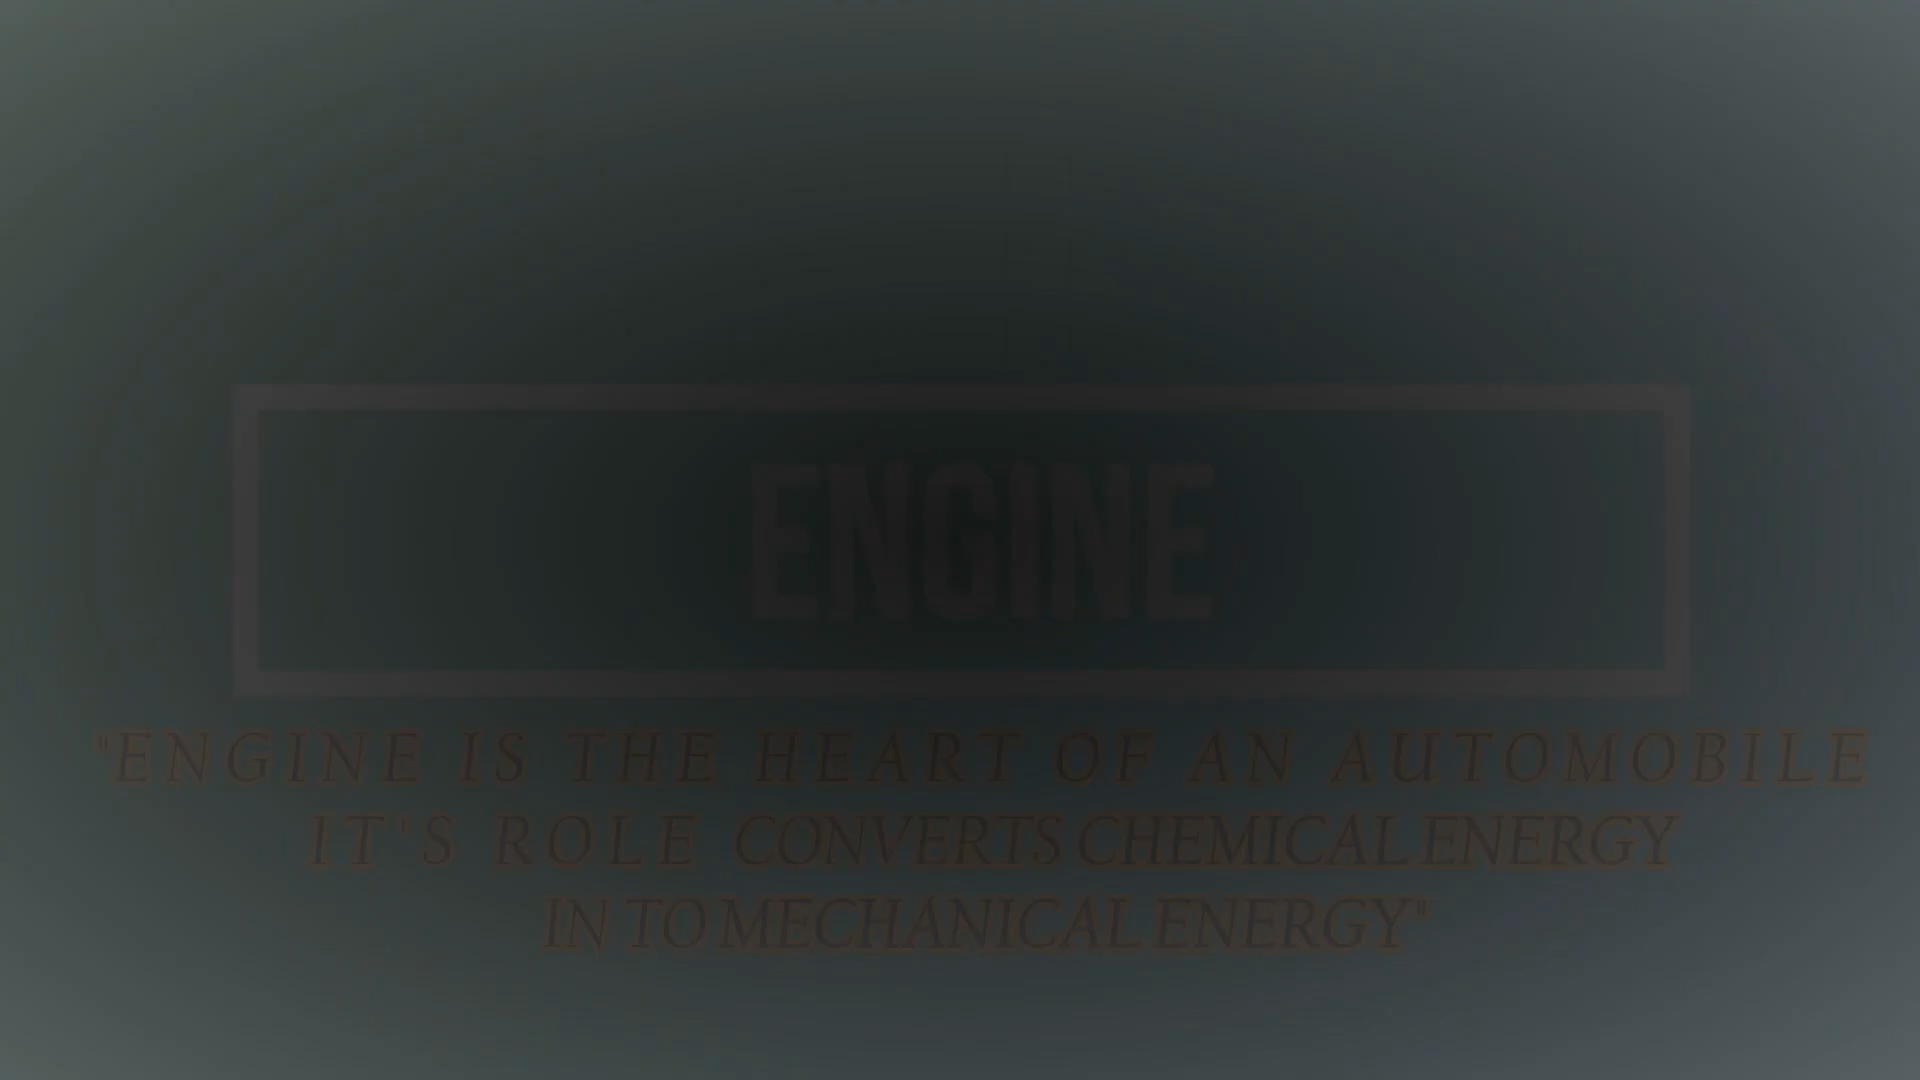 ENGINE
"ENGINE IS THE HEART OF AN AUTOMOBILE
IT'S ROLE CONVERTS CHEMICAL ENERGY
IN TO MECHANICAL ENERGY"